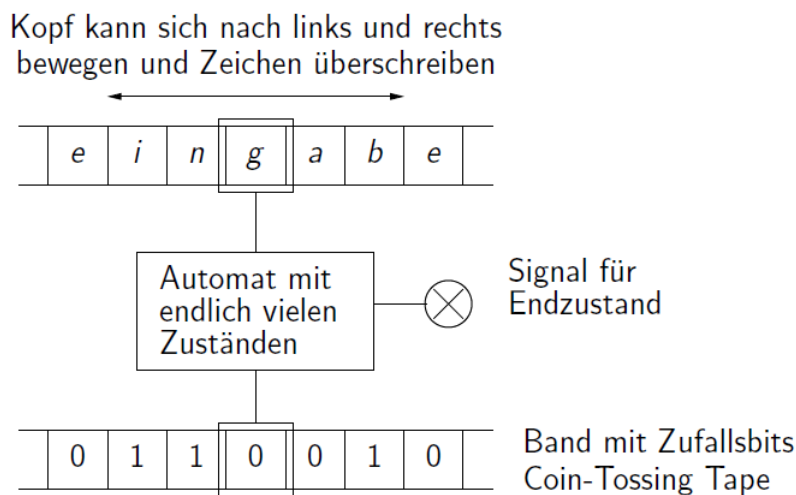 Kopf kann sich nach links und rechts
bewegen und Zeichen überschreiben
e i n g a b e
Automat mit
endlich vielen
Zuständen
Signal für
Endzustand
0 1 1 0 0 1 0
Band mit Zufallsbits
Coin-Tossing Tape